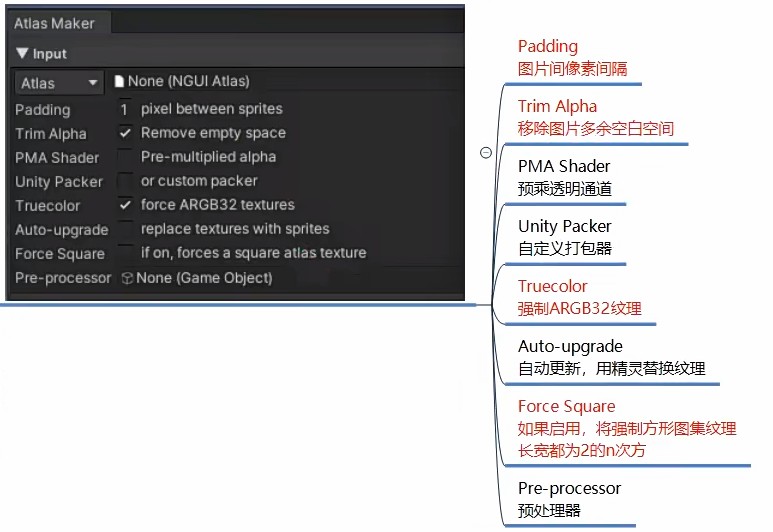 Atlas Maker
Input
Atlas None (NGUI Atlas)
Padding 1 pixel between sprites
Trim Alpha Remove empty space
PMA Shader Pre-multiplied alpha
Unity Packer or custom packer
Truecolor force ARGB32 textures
Auto-upgrade replace textures with sprites
Force Square if on, forces a square atlas texture
Pre-processor None (Game Object)
Padding
图片间像素间隔
Trim Alpha
移除图片多余空白空间
PMA Shader
预乘透明通道
Unity Packer
自定义打包器
Truecolor
强制ARGB32纹理
Auto-upgrade
自动更新，用精灵替换纹理
Force Square
如果启用，将强制方形图集纹理
长宽都为2的n次方
Pre-processor
预处理器